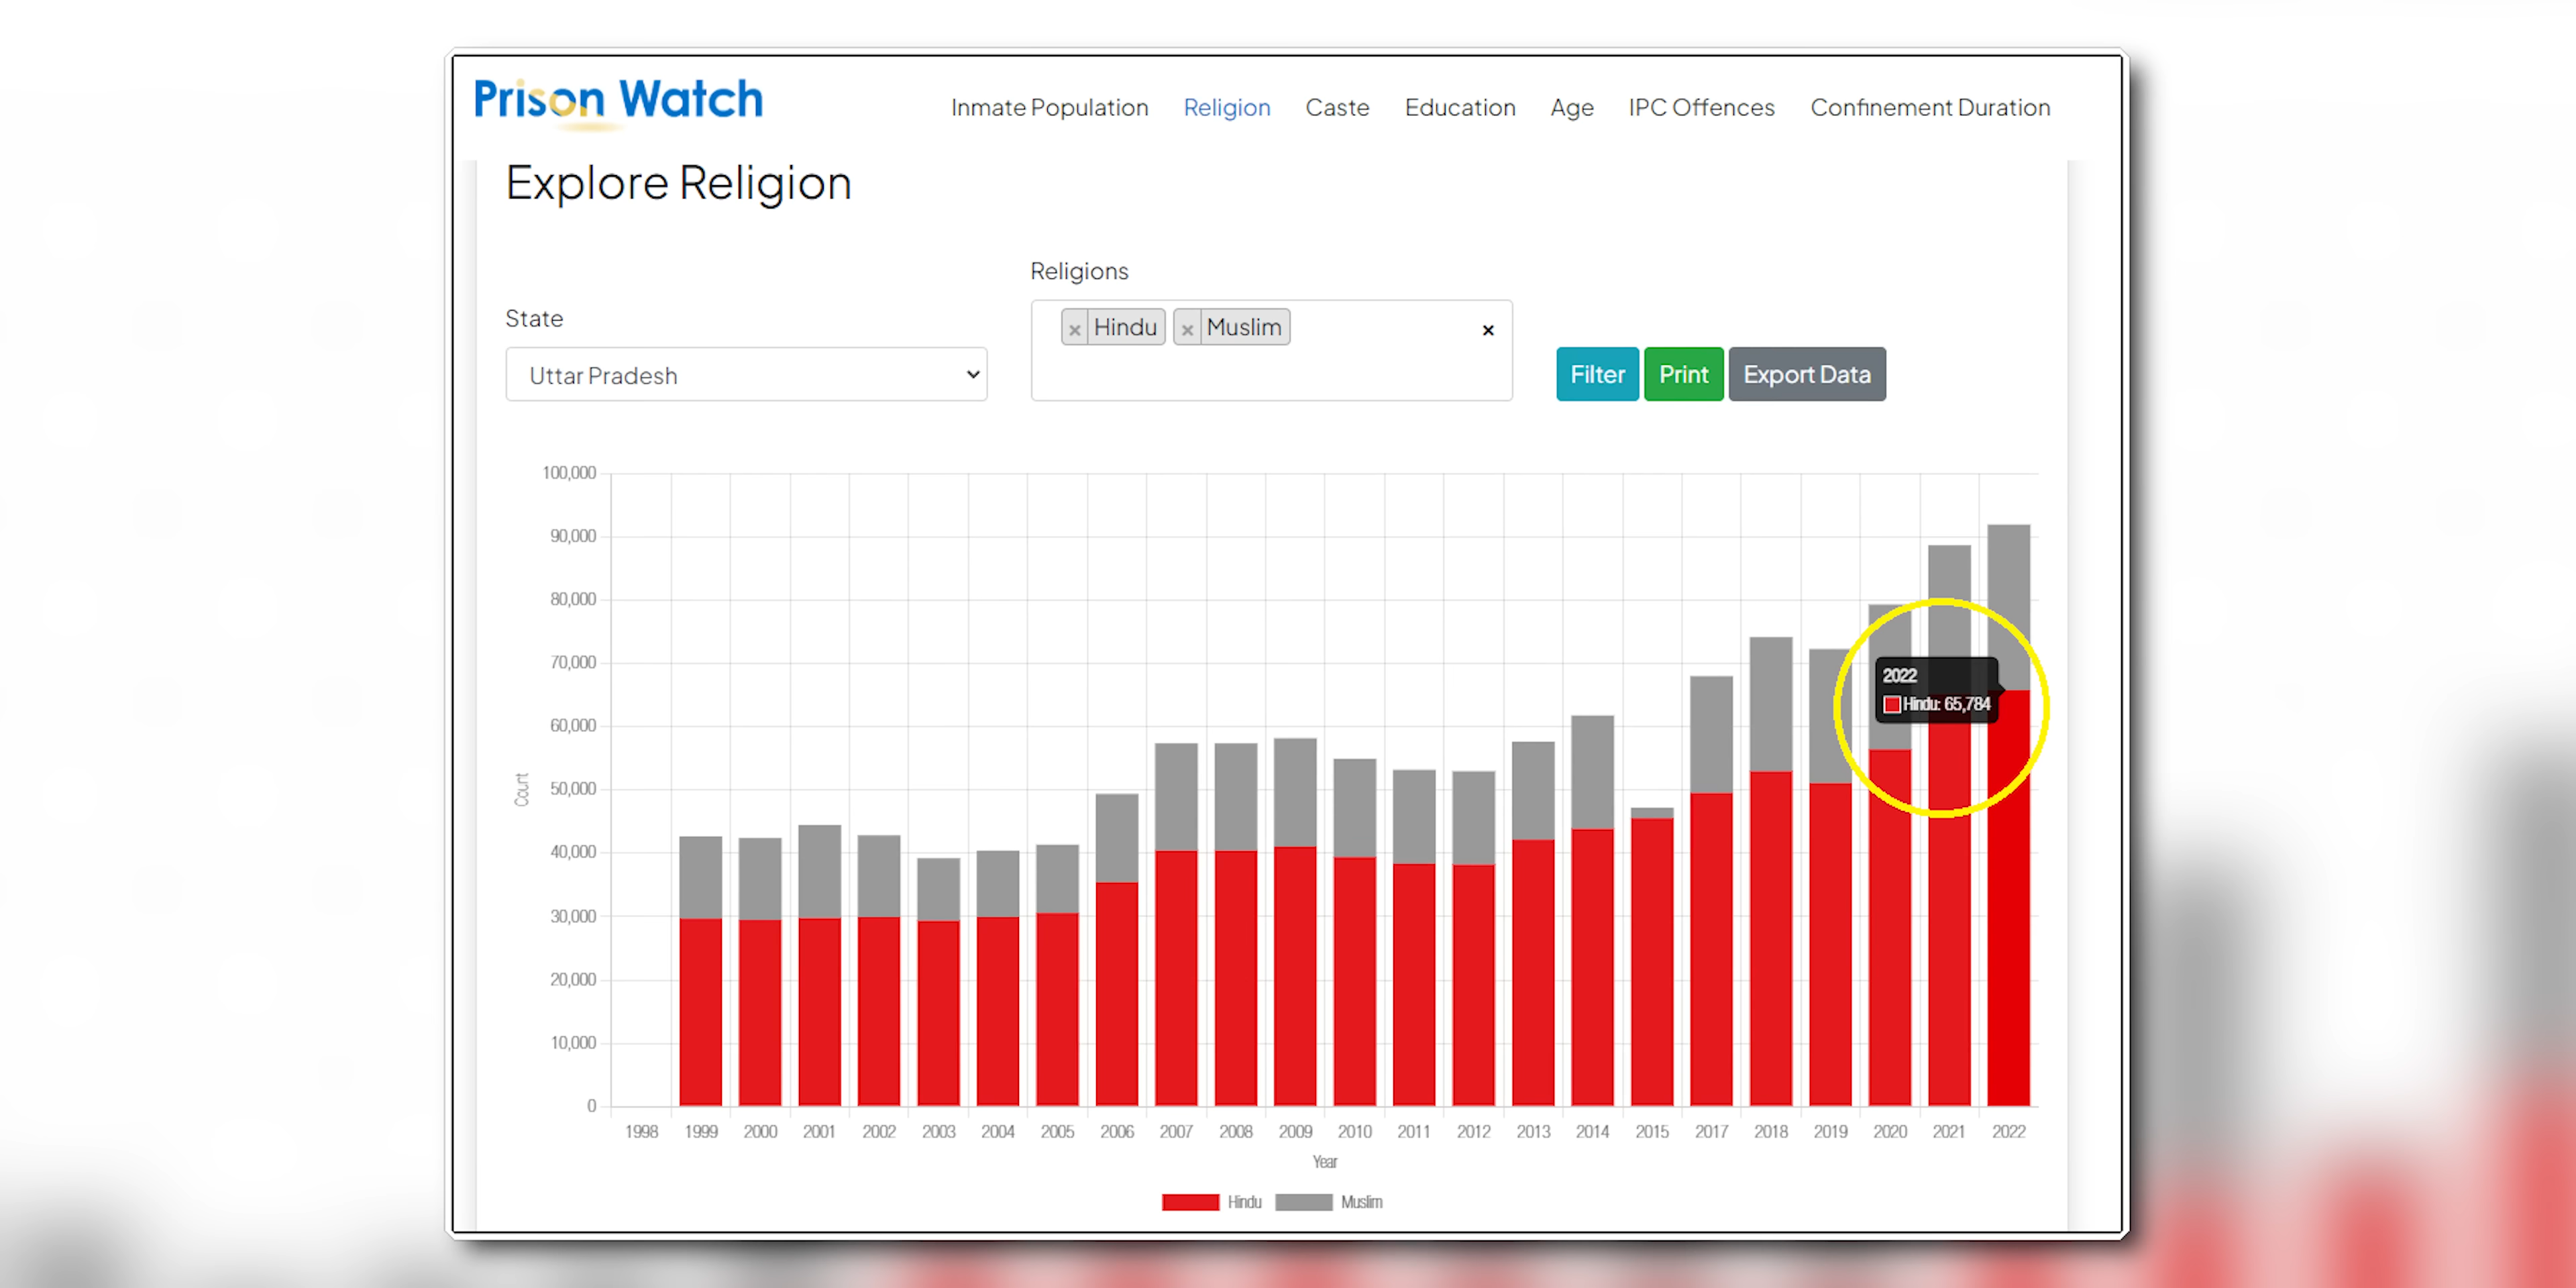 Prison Watch
Inmate Population Religion Caste Education Age IPC Offences Confinement Duration
Explore Religion
Religions
× Hindu × Muslim ×
State
Uttar Pradesh
Filter Print Export Data
100,000
90,000
80,000
70,000
60,000
50,000
40,000
30,000
20,000
10,000
0
Count
2022
Hindu: 65,784
1998 1999 2000 2001 2002 2003 2004 2005 2006 2007 2008 2009 2010 2011 2012 2013 2014 2015 2017 2018 2019 2020 2021 2022
Year
Hindu Muslim